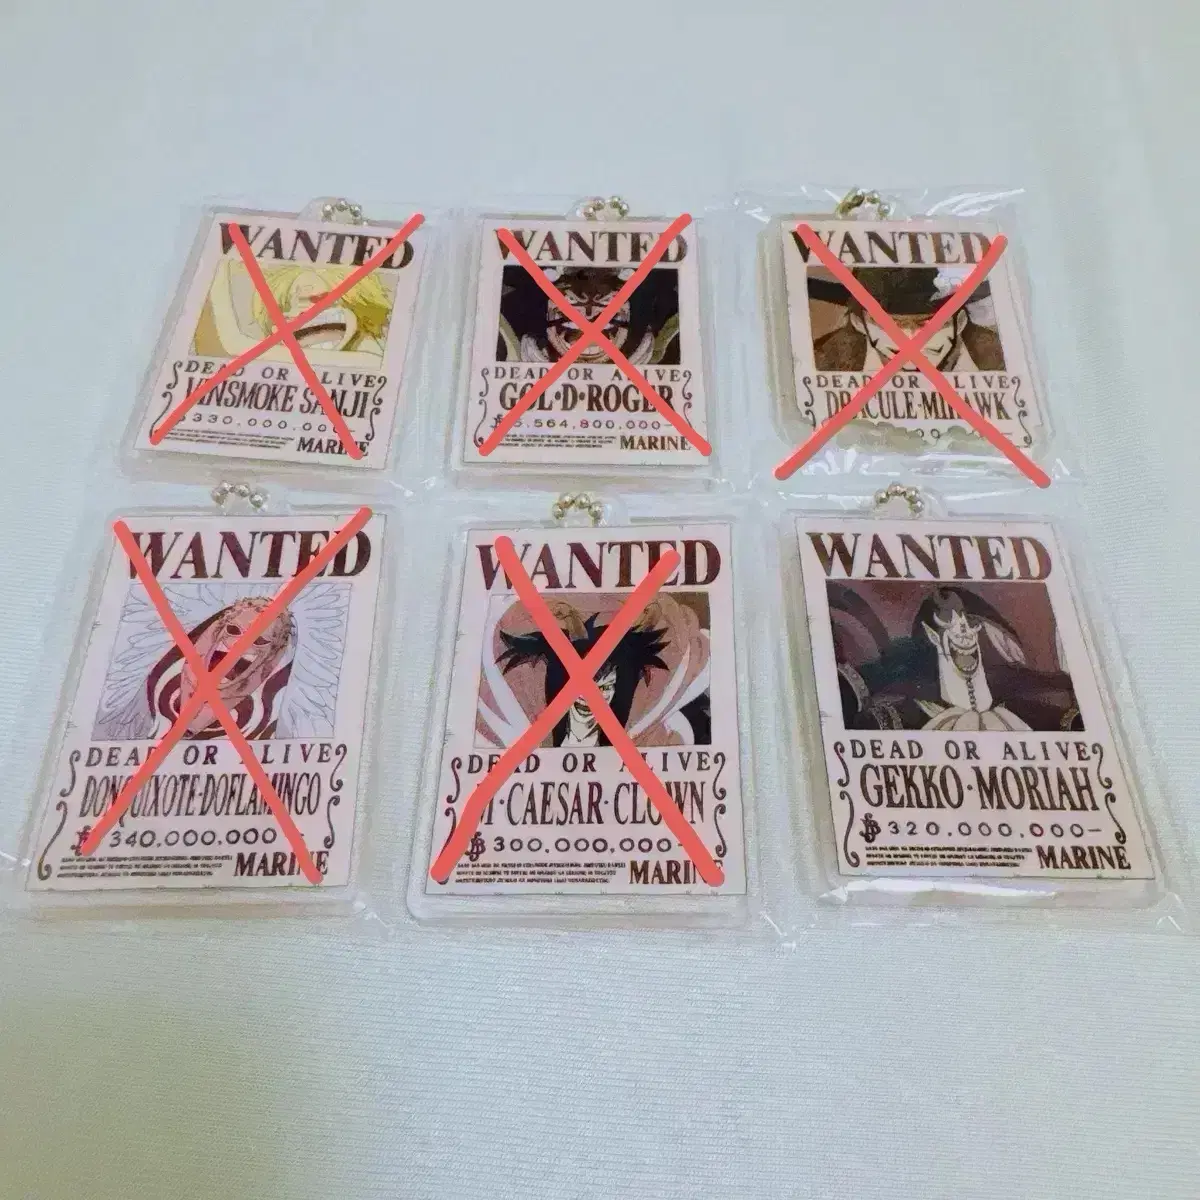 WANTED
DEAD OR ALIVE
VINSMOKE SANJI
330.000.000-
MARINE
WANTED
DEAD OR ALIVE
GOL·D·ROGER
5.564,800.000-
MARINE
WANTED
DEAD OR ALIVE
DRACULE·MIHAWK
WANTED
DEAD OR ALIVE
DONQUIXOTE·DOFLAMINGO
340.000.000-
MARINE
WANTED
DEAD OR ALIVE
M·CAESAR·CLOWN
300.000.000-
MARINE
WANTED
DEAD OR ALIVE
GEKKO·MORIAH
320.000.000-
MARINE